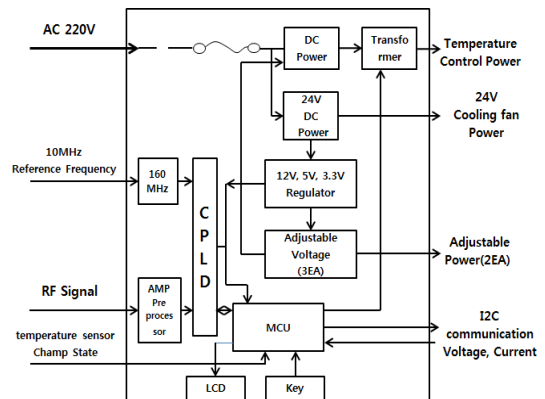 AC 220V
DC
Power
Transfo
rmer
Temperature
Control Power
24V
DC
Power
24V
Cooling fan
Power
10MHz
Reference Frequency
160
MHz
12V, 5V, 3.3V
Regulator
C
P
L
D
Adjustable
Voltage
(3EA)
Adjustable
Power(2EA)
RF Signal
AMP
Pre
proces
sor
MCU
I2C
communication
Voltage, Current
temperature sensor
Champ State
LCD
Key